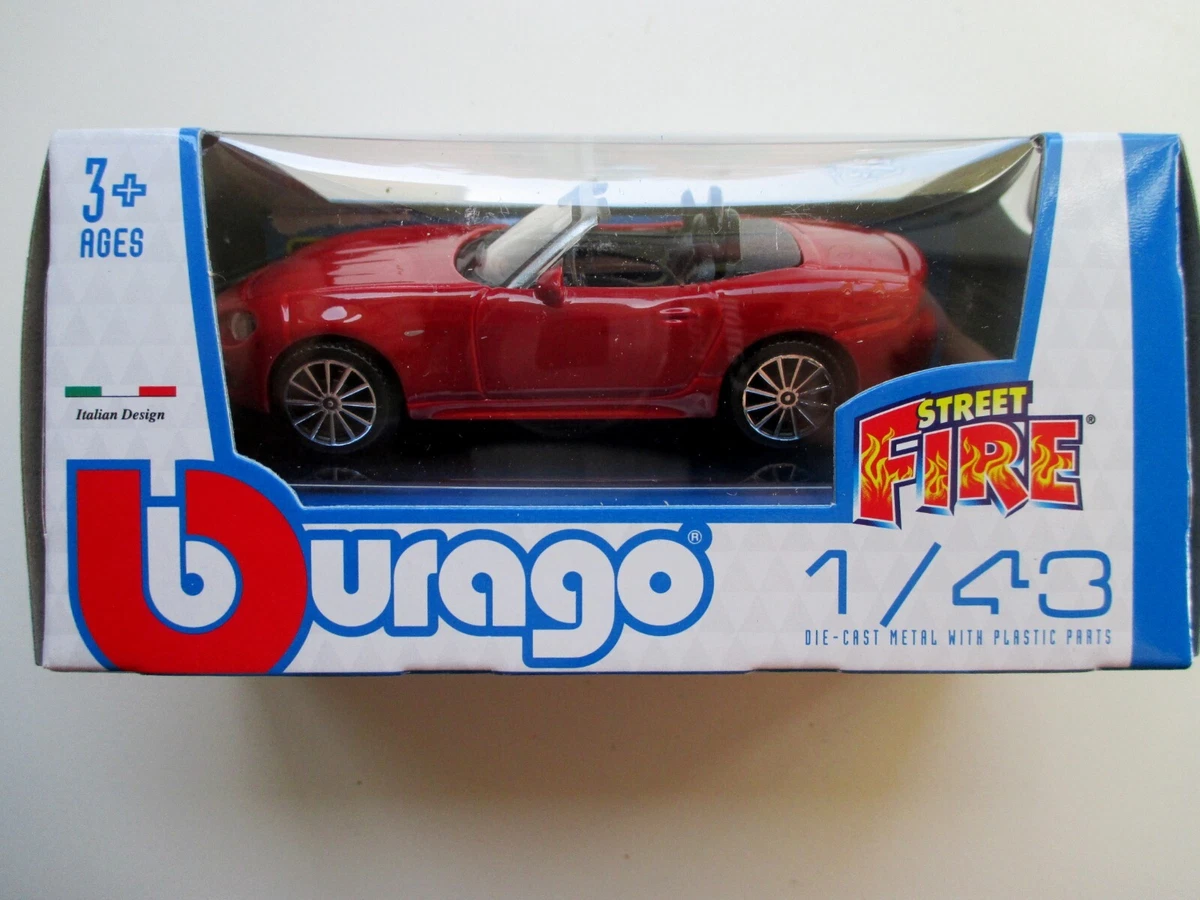 3+
AGES
Italian Design
STREET
FIRE®
burago®
1/43
DIE-CAST METAL WITH PLASTIC PARTS